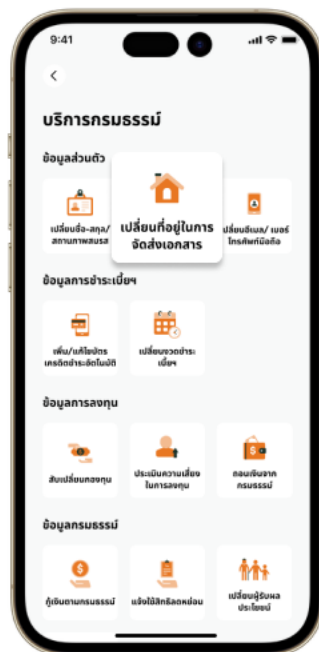 9:41
บริการกรมธรรม์
ข้อมูลส่วนตัว
เปลี่ยนชื่อ-สกุล/
สถานภาพสมรส
เปลี่ยนที่อยู่ในการ
จัดส่งเอกสาร
ปลี่ยนอีเมล/ เบอร์
โทรศัพท์มือถือ
ข้อมูลการชำระเบี้ยฯ
เพิ่ม/แก้ไขบัตร
เครดิตชำระอัตโนมัติ
เปลี่ยนงวดชำระ
เบี้ยฯ
ข้อมูลการลงทุน
สับเปลี่ยนกองทุน
ประเมินความเสี่ยง
ในการลงทุน
ถอนเงินจาก
กรมธรรม์
ข้อมูลกรมธรรม์
กู้เงินตามกรมธรรม์
แจ้งใช้สิทธิลดหย่อน
เปลี่ยนผู้รับผล
ประโยชน์